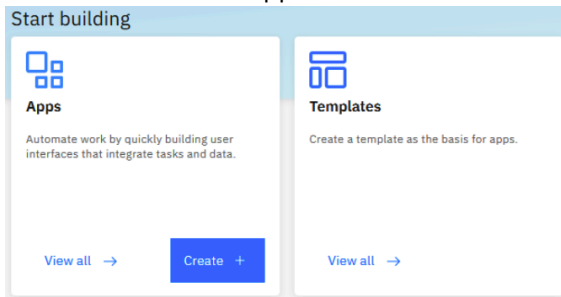 Start building
Apps
Automate work by quickly building user
interfaces that integrate tasks and data.
View all →
Create +
Templates
Create a template as the basis for apps.
View all →